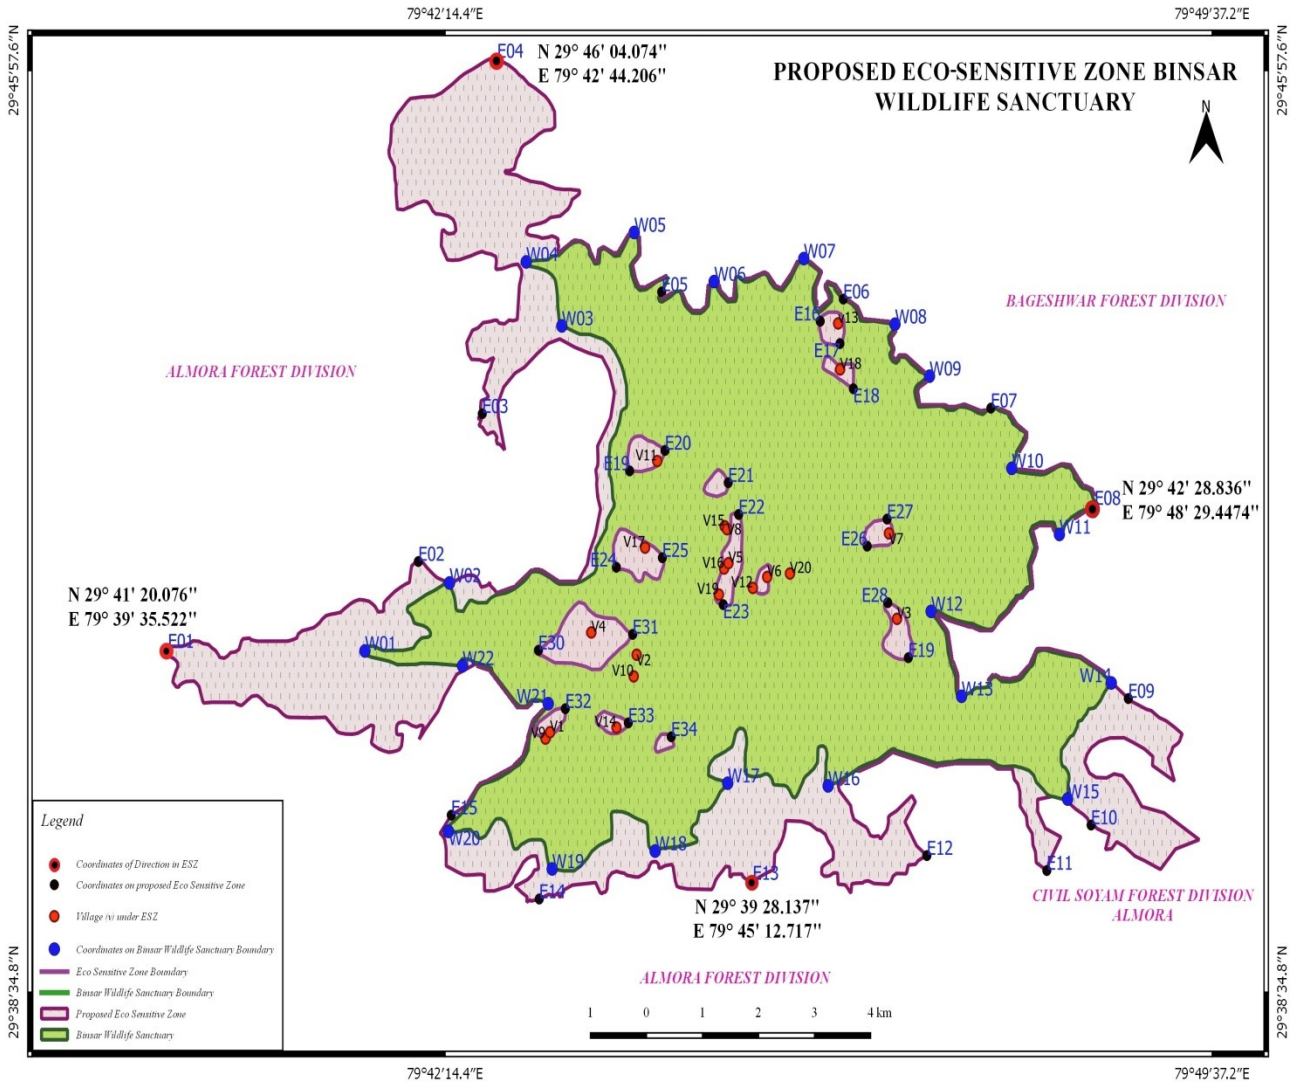 79°42′14.4″E
79°49′37.2″E
29°45′57.6″N
29°45′57.6″N
E04
N 29° 46' 04.074"
E 79° 42' 44.206"
PROPOSED ECO-SENSITIVE ZONE BINSAR
WILDLIFE SANCTUARY
N
W05
W04
W07
W06
E05
E06
BAGESHWAR FOREST DIVISION
E16
v13
W08
W03
E17
V18
W09
ALMORA FOREST DIVISION
E18
E03
E07
E20
V11
E19
W10
E21
E08
N 29° 42' 28.836"
E 79° 48' 29.4474"
E22
V15
V8
E27
W11
V17
E26
V7
E24
E25
V5
V16
E02
V6
V20
W02
V12
V19
N 29° 41' 20.076"
E 79° 39' 35.522"
E23
E28
V3
W12
E01
V4
E31
W01
E30
V2
E19
W22
V10
W14
W13
E09
W21
E32
V14
E33
V9
V1
E34
W17
W16
W15
E15
E10
W20
W18
E12
W19
E13
E11
E14
N 29° 39 28.137"
E 79° 45' 12.717"
CIVIL SOYAM FOREST DIVISION
ALMORA
ALMORA FOREST DIVISION
Legend
Coordinates of Direction in ESZ
Coordinates on proposed Eco Sensitive Zone
Village (v) under ESZ
Coordinates on Binsar Wildlife Sanctuary Boundary
Eco Sensitive Zone Boundary
Binsar Wildlife Sanctuary Boundary
Proposed Eco Sensitive Zone
Binsar Wildlife Sanctuary
1 0 1 2 3 4 km
29°38′34.8″N
29°38′34.8″N
79°42′14.4″E
79°49′37.2″E